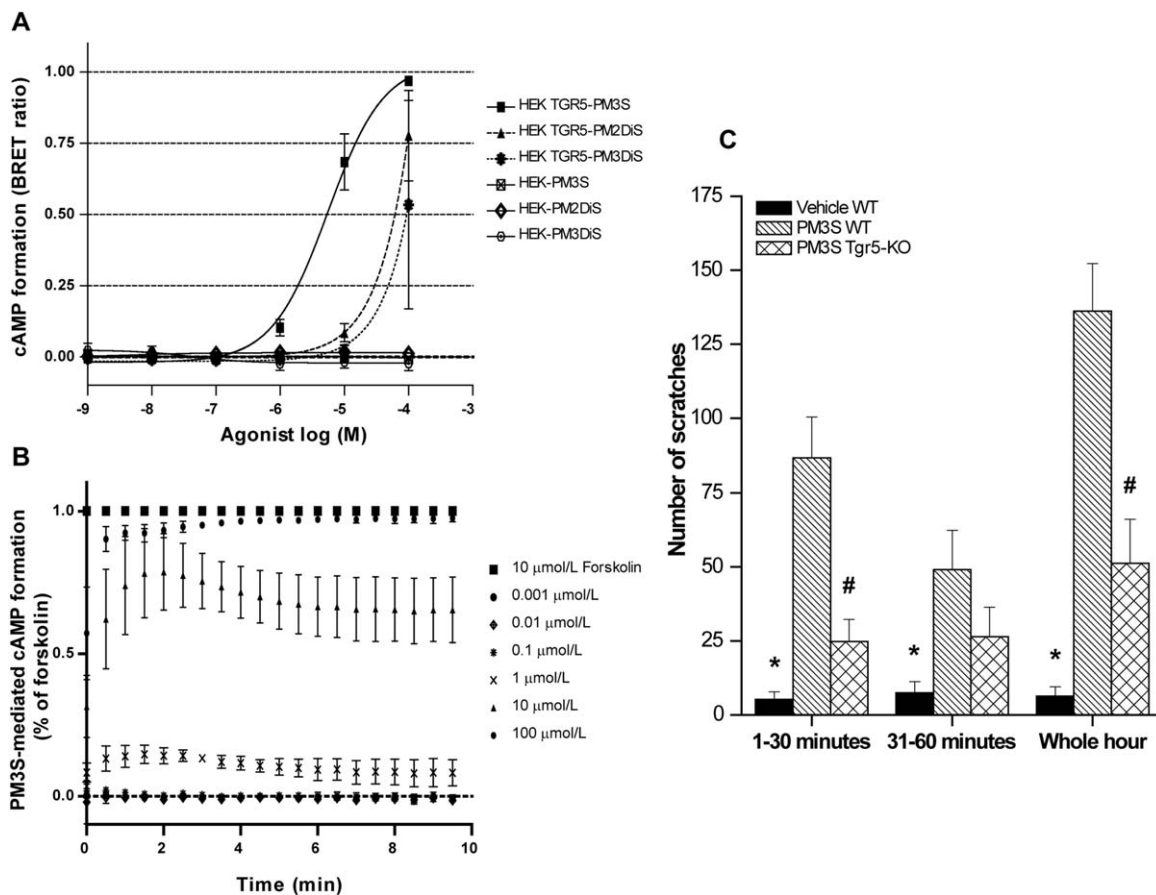 A
cAMP formation (BRET ratio)
1.00
0.75
0.50
0.25
0.00
-9
-8
-7
-6
-5
-4
-3
Agonist log (M)
HEK TGR5-PM3S
HEK TGR5-PM2DiS
HEK TGR5-PM3DiS
HEK-PM3S
HEK-PM2DiS
HEK-PM3DiS
B
PM3S-mediated cAMP formation
(% of forskolin)
1.0
0.5
0.0
0
2
4
6
8
10
Time (min)
10 μmol/L Forskolin
0.001 μmol/L
0.01 μmol/L
0.1 μmol/L
1 μmol/L
10 μmol/L
100 μmol/L
C
Number of scratches
175
150
125
100
75
50
25
0
Vehicle WT
PM3S WT
PM3S Tgr5-KO
*
#
*
*
#
1-30 minutes
31-60 minutes
Whole hour